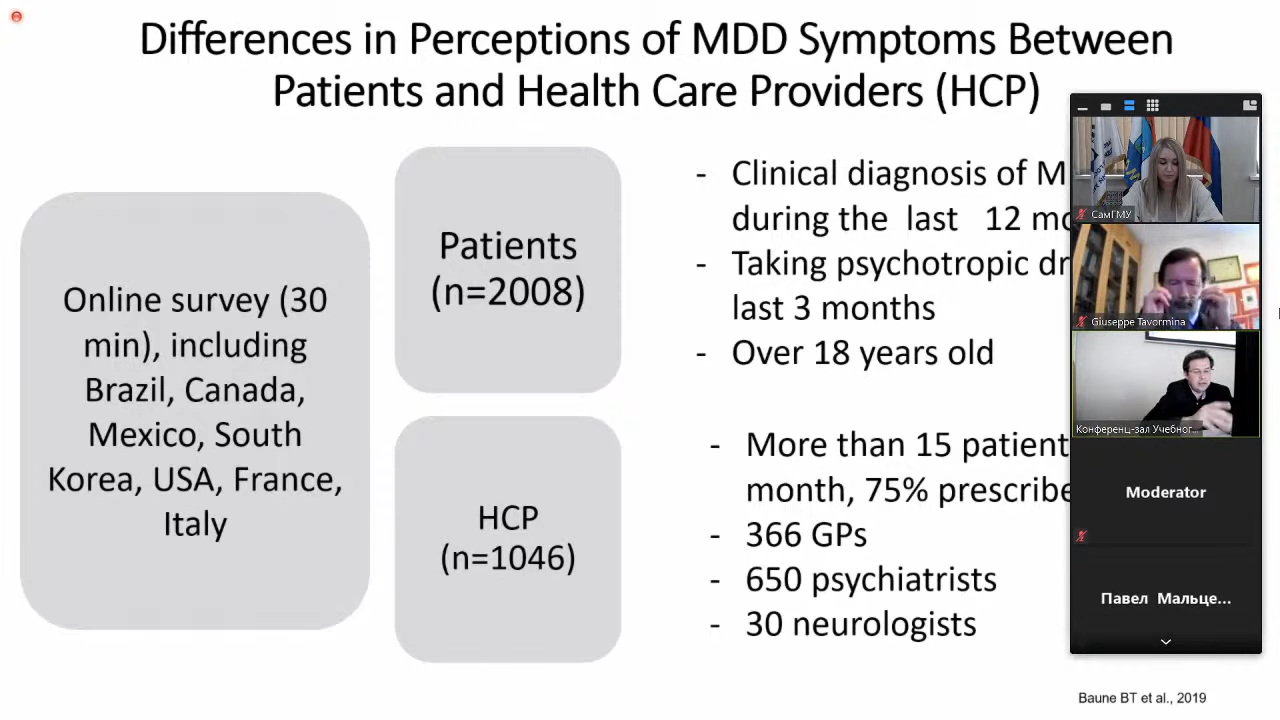 Differences in Perceptions of MDD Symptoms Between
Patients and Health Care Providers (HCP)
Online survey (30
min), including
Brazil, Canada,
Mexico, South
Korea, USA, France,
Italy
Patients
(n=2008)
HCP
(n=1046)
- Clinical diagnosis of M
during the last 12 mo
- Taking psychotropic dr
last 3 months
- Over 18 years old
- More than 15 patient
month, 75% prescribe
- 366 GPs
- 650 psychiatrists
- 30 neurologists
СамГМУ
Giuseppe Tavormina
Конференц-зал Учебног...
Moderator
Павел Мальце...
Baune BT et al., 2019